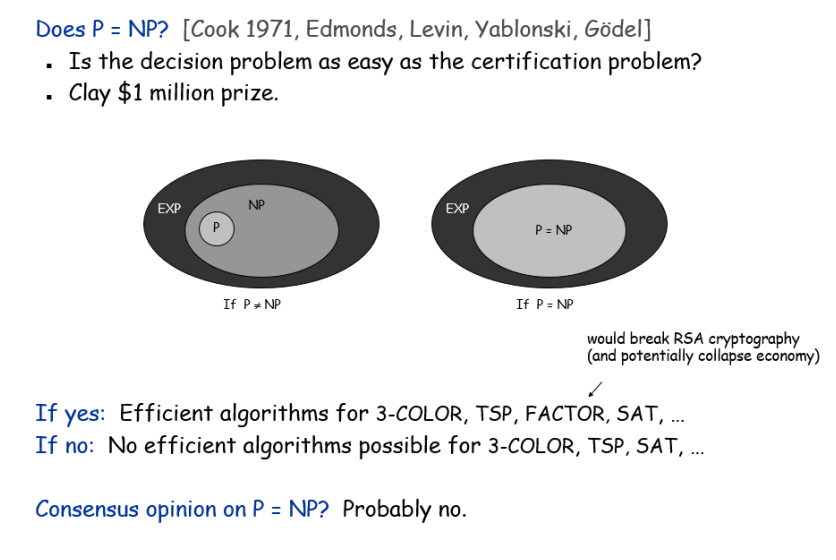 Does P = NP? [Cook 1971, Edmonds, Levin, Yablonski, Gödel]
▪ Is the decision problem as easy as the certification problem?
▪ Clay $1 million prize.
EXP
NP
P
If P ≠ NP
EXP
P = NP
If P = NP
would break RSA cryptography
(and potentially collapse economy)
If yes: Efficient algorithms for 3-COLOR, TSP, FACTOR, SAT, ...
If no: No efficient algorithms possible for 3-COLOR, TSP, SAT, ...
Consensus opinion on P = NP? Probably no.